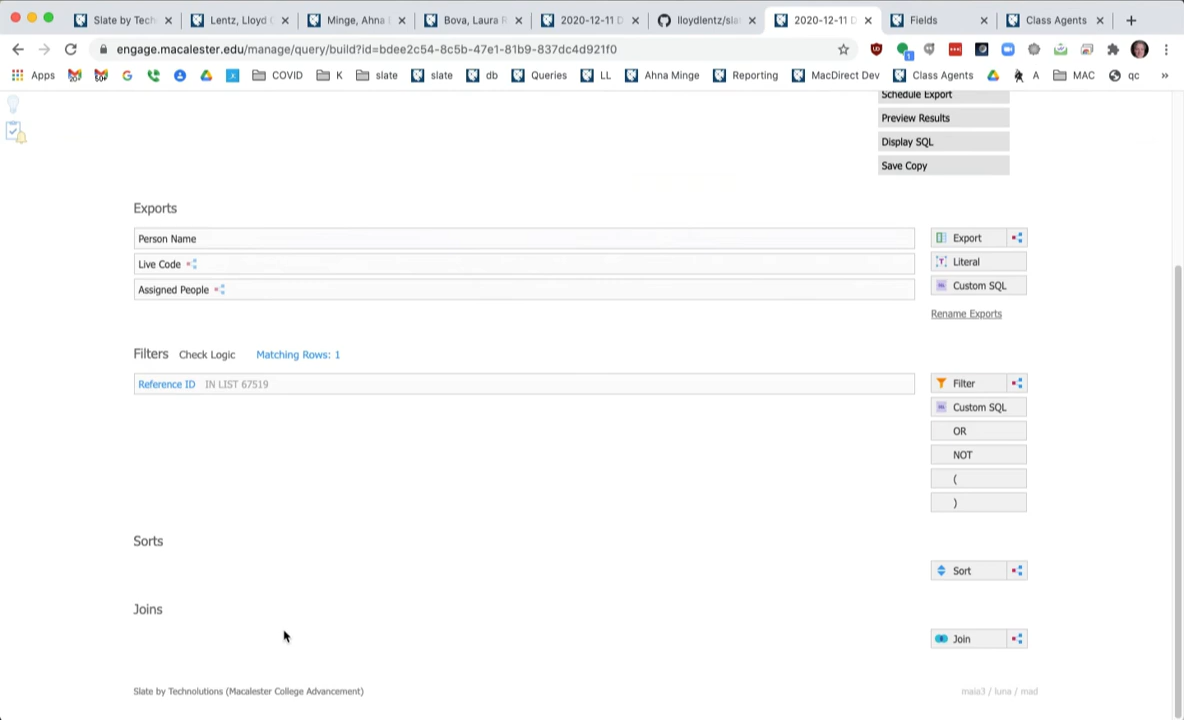 Slate by Tech
Lentz, Lloyd
Minge, Ahna
Bova, Laura
2020-12-11
lloydlentz/sla
2020-12-11
Fields
Class Agents
engage.macalester.edu/manage/query/build?id=bdee2c54-8c5b-47e1-81b9-837dc4d921f0
Apps
COVID
K
slate
slate
db
Queries
LL
Ahna Minge
Reporting
MacDirect Dev
Class Agents
A
MAC
qc
»
Schedule Export
Preview Results
Display SQL
Save Copy
Exports
Person Name
Export
Live Code
Literal
Assigned People
Custom SQL
Rename Exports
Filters Check Logic Matching Rows: 1
Reference ID IN LIST 67519
Filter
Custom SQL
OR
NOT
(
)
Sorts
Sort
Joins
Join
Slate by Technolutions (Macalester College Advancement)
maia3 / luna / mad